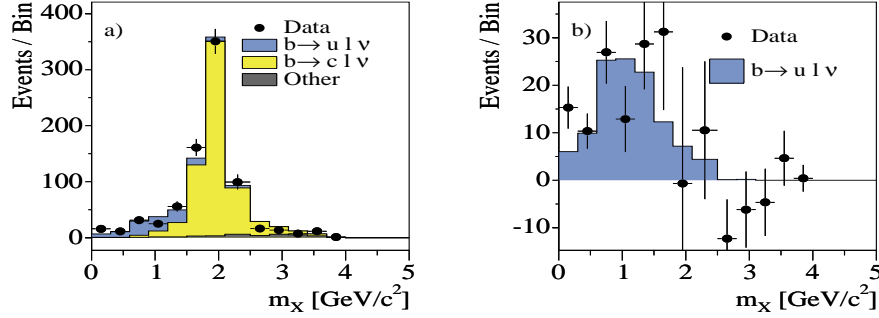 Events / Bin
a)
Data
b→ u l ν
b→ c l ν
Other
400
300
200
100
0
0 1 2 3 4 5
m_X [GeV/c²]
Events / Bin
b)
Data
b→ u l ν
30
20
10
0
-10
0 1 2 3 4 5
m_X [GeV/c²]